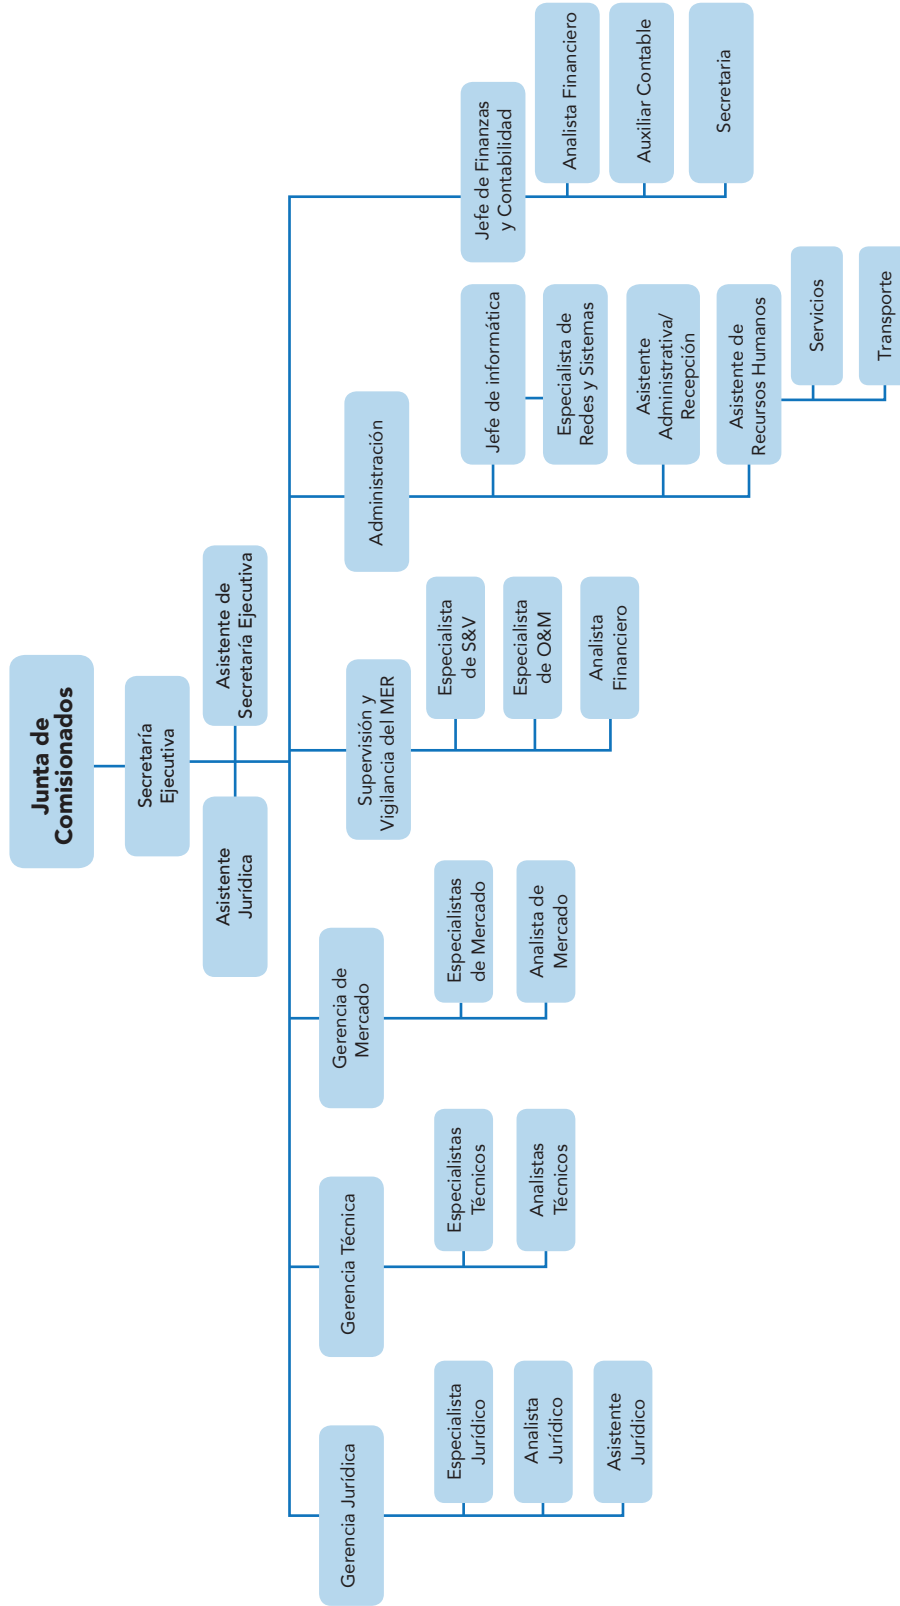 Junta de
Comisionados
Secretaría
Ejecutiva
Asistente
Jurídica
Asistente de
Secretaría Ejecutiva
Gerencia Jurídica
Especialista
Jurídico
Analista
Jurídico
Asistente
Jurídico
Gerencia Técnica
Especialistas
Técnicos
Analistas
Técnicos
Gerencia de
Mercado
Especialistas
de Mercado
Analista de
Mercado
Supervisión y
Vigilancia del MER
Especialista
de S&V
Especialista
de O&M
Analista
Financiero
Administración
Jefe de informática
Especialista de
Redes y Sistemas
Asistente
Administrativa/
Recepción
Asistente de
Recursos Humanos
Servicios
Transporte
Jefe de Finanzas
y Contabilidad
Analista Financiero
Auxiliar Contable
Secretaria